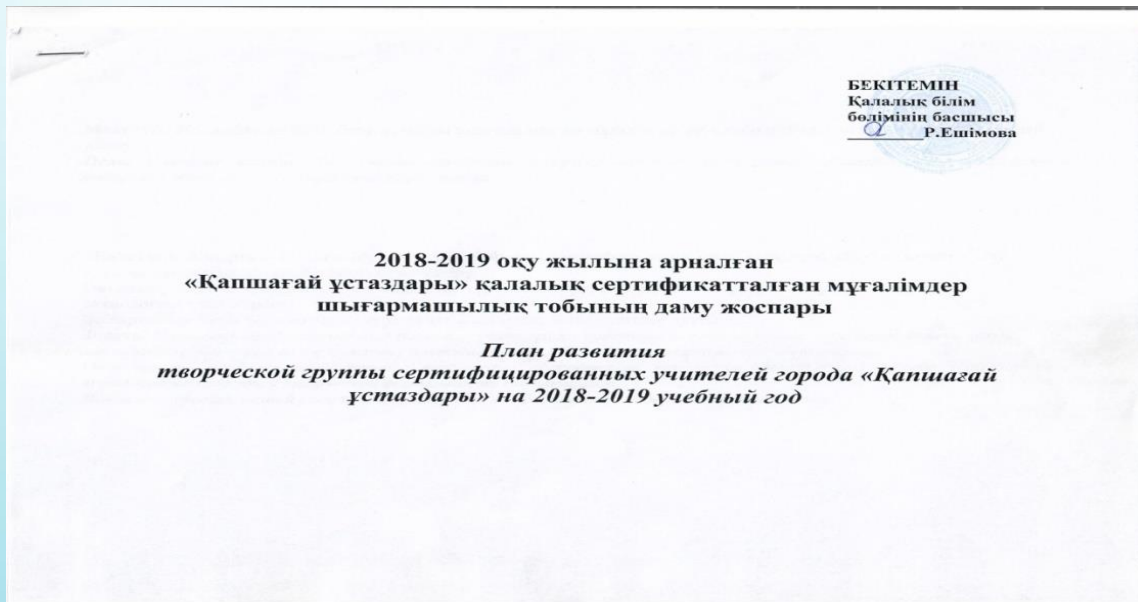 БЕКІТЕМІН
Қалалық білім
бөлімінің басшысы
__________Р.Ешімова
2018-2019 оқу жылына арналған
«Қапшағай ұстаздары» қалалық сертификатталған мұғалімдер
шығармашылық тобының даму жоспары
План развития
творческой группы сертифицированных учителей города «Қапшағай
ұстаздары» на 2018-2019 учебный год